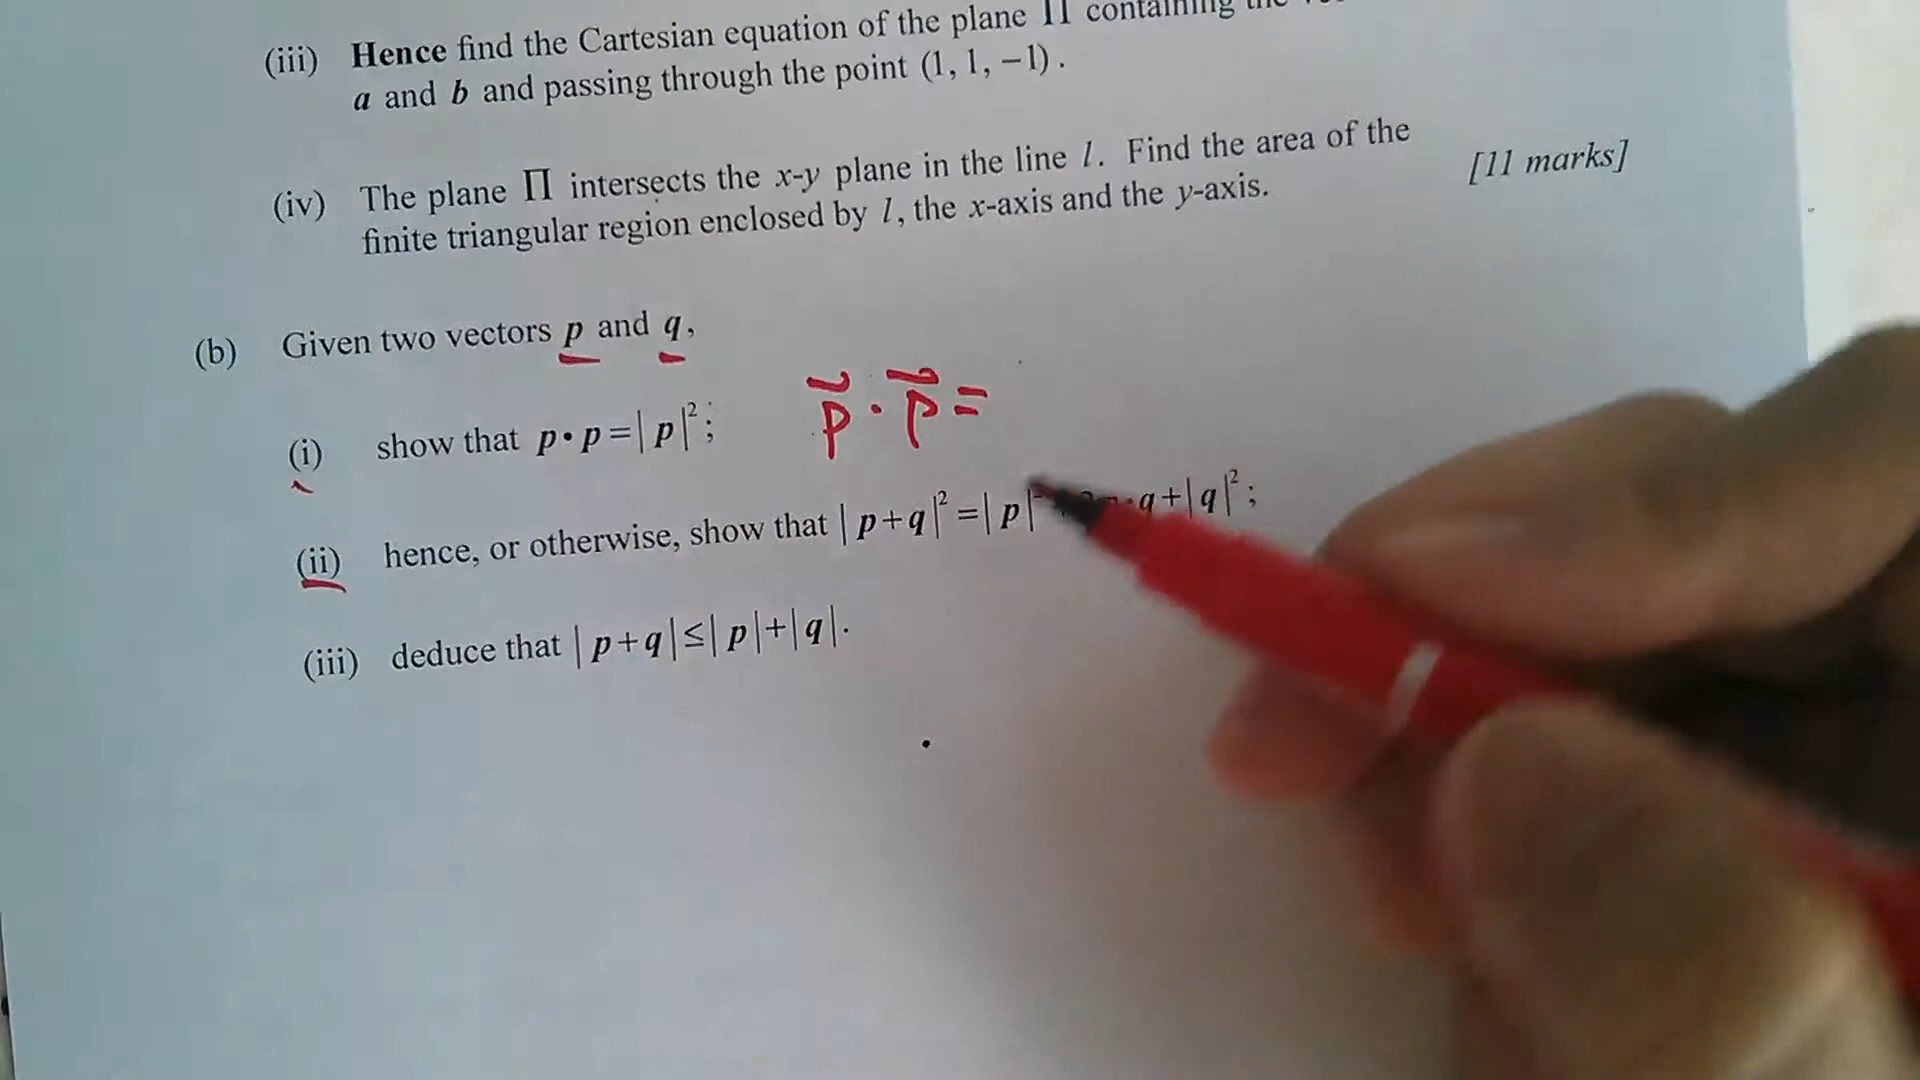 (iii) Hence find the Cartesian equation of the plane Π containing the
a and b and passing through the point (1, 1, −1).
(iv) The plane Π intersects the x-y plane in the line l. Find the area of the
finite triangular region enclosed by l, the x-axis and the y-axis.
[11 marks]
(b) Given two vectors p and q,
(i) show that p•p=|p|²;
p⃗ · p⃗ =
(ii) hence, or otherwise, show that |p+q|²=|p| q+|q|²;
(iii) deduce that |p+q|≤|p|+|q|.